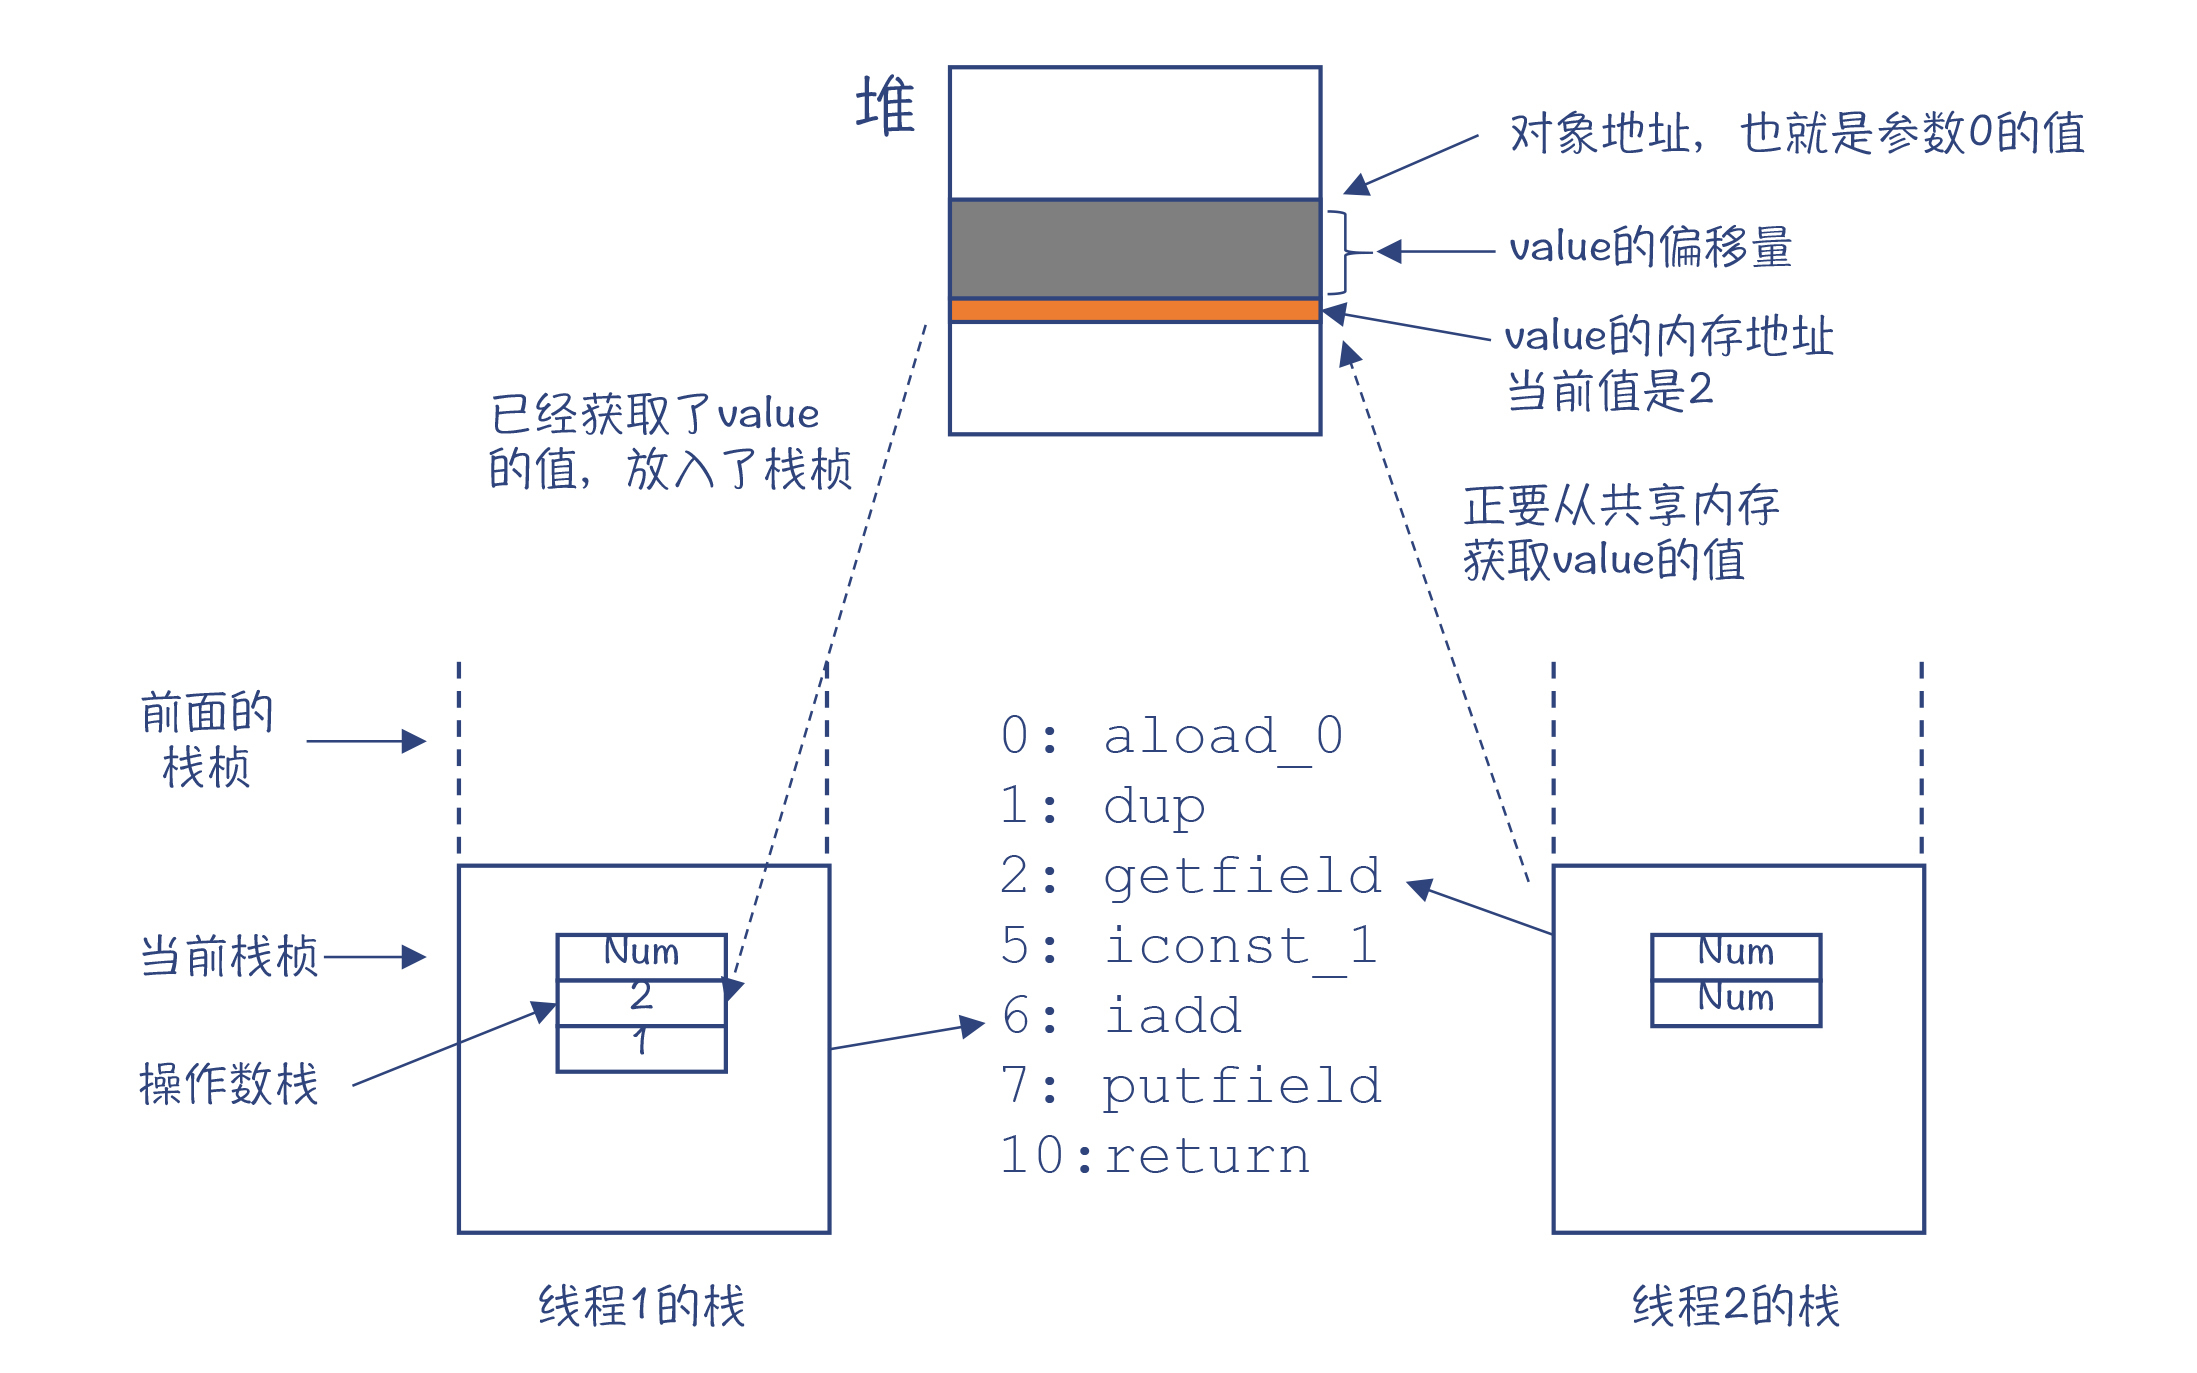 堆
对象地址，也就是参数0的值
value的偏移量
value的内存地址
当前值是2
已经获取了value
的值，放入了栈桢
正要从共享内存
获取value的值
前面的
栈桢
当前栈桢
操作数栈
Num
2
1
0: aload_0
1: dup
2: getfield
5: iconst_1
6: iadd
7: putfield
10:return
Num
Num
线程1的栈
线程2的栈